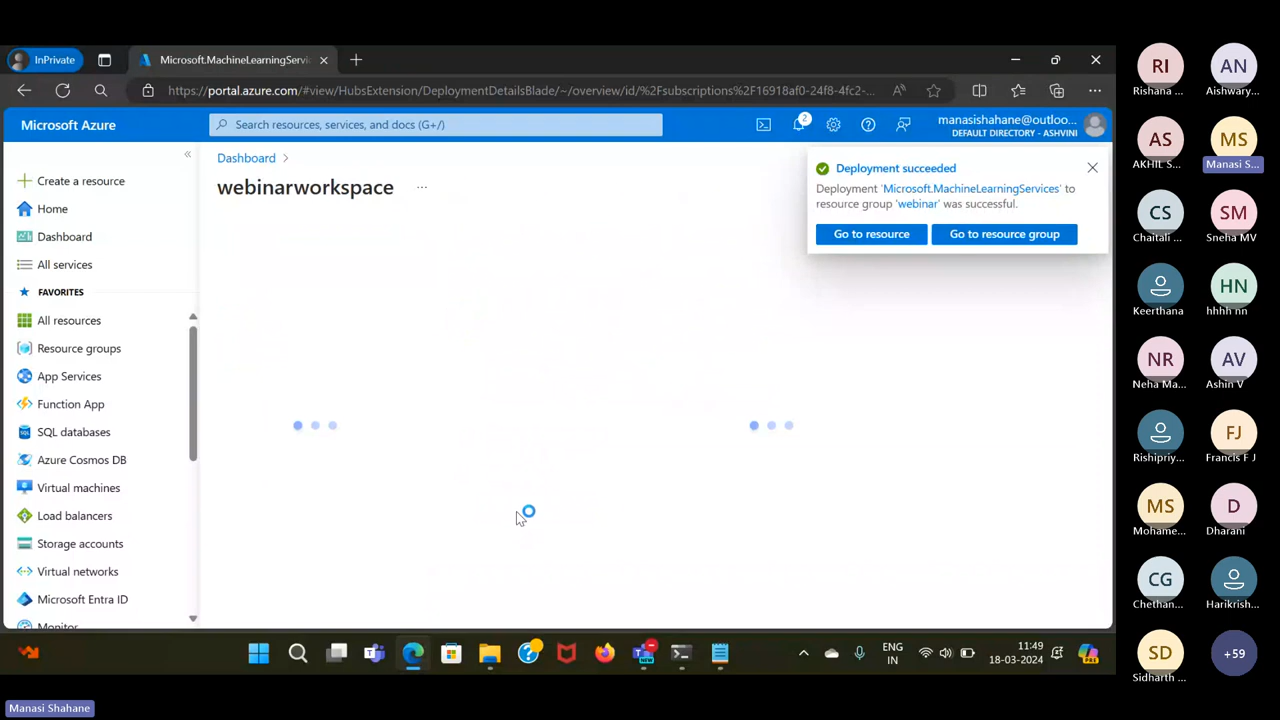 InPrivate
Microsoft.MachineLearningServi
https://portal.azure.com/#view/HubsExtension/DeploymentDetailsBlade/~/overview/id/%2Fsubscriptions%2F16918af0-24f8-4fc2-...
Microsoft Azure
Search resources, services, and docs (G+/)
2
manasishahane@outloo...
DEFAULT DIRECTORY - ASHVINI
Create a resource
Home
Dashboard
All services
FAVORITES
All resources
Resource groups
App Services
Function App
SQL databases
Azure Cosmos DB
Virtual machines
Load balancers
Storage accounts
Virtual networks
Microsoft Entra ID
Monitor
Dashboard
webinarworkspace
...
Deployment succeeded
Deployment 'Microsoft.MachineLearningServices' to
resource group 'webinar' was successful.
Go to resource
Go to resource group
NEW
ENG
IN
11:49
18-03-2024
PRE
Manasi Shahane
RI
Rishana ...
AN
Aishwary...
AS
AKHIL S...
MS
Manasi S...
CS
Chaitali ...
SM
Sneha MV
Keerthana
HN
hhhh nn
NR
Neha Ma...
AV
Ashin V
Rishipriy...
FJ
Francis F J
MS
Mohame...
D
Dharani
CG
Chethan...
Harikrish...
SD
Sidharth ...
+59